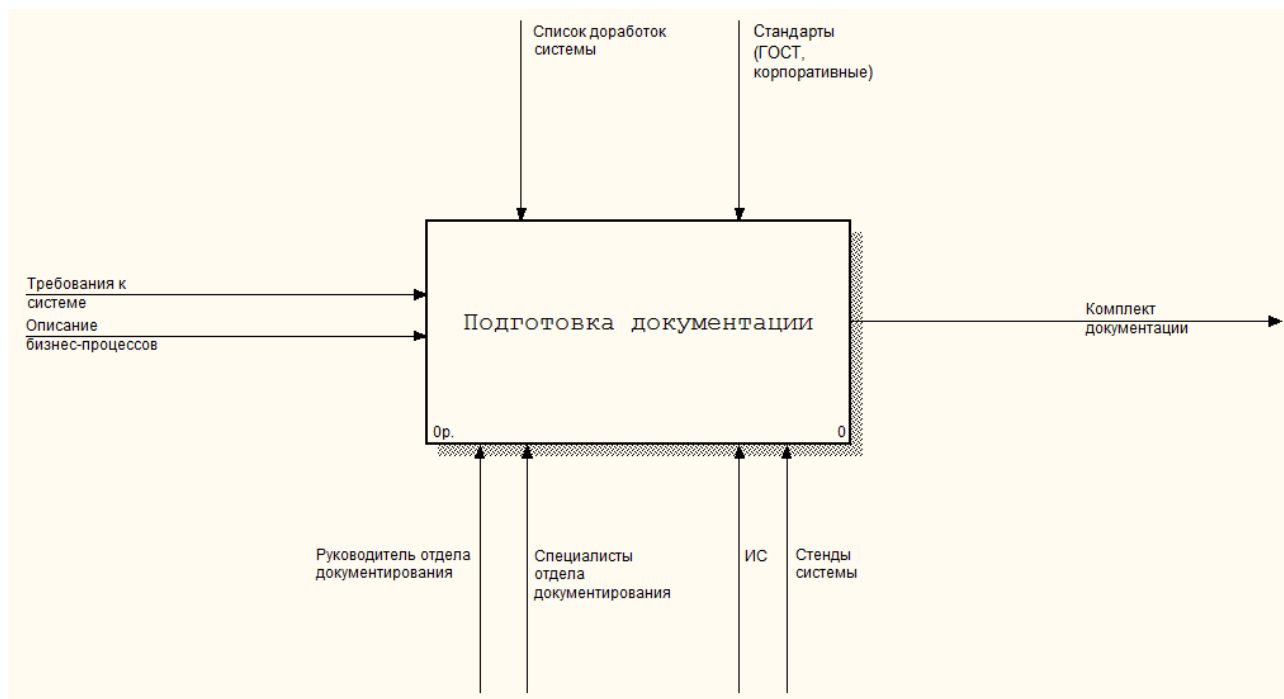 Список доработок
системы
Стандарты
(ГОСТ,
корпоративные)
Требования к
системе
Описание
бизнес-процессов
Подготовка документации
0р.
0
Комплект
документации
Руководитель отдела
документирования
Специалисты
отдела
документирования
ИС
Стенды
системы